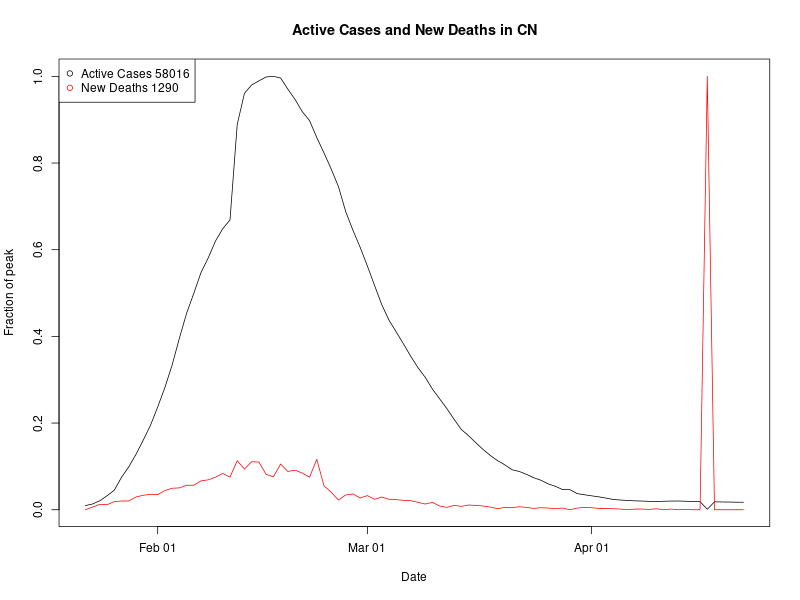 Active Cases and New Deaths in CN
Active Cases 58016
New Deaths 1290
1.0
0.8
0.6
0.4
0.2
0.0
Fraction of peak
Feb 01
Mar 01
Apr 01
Date